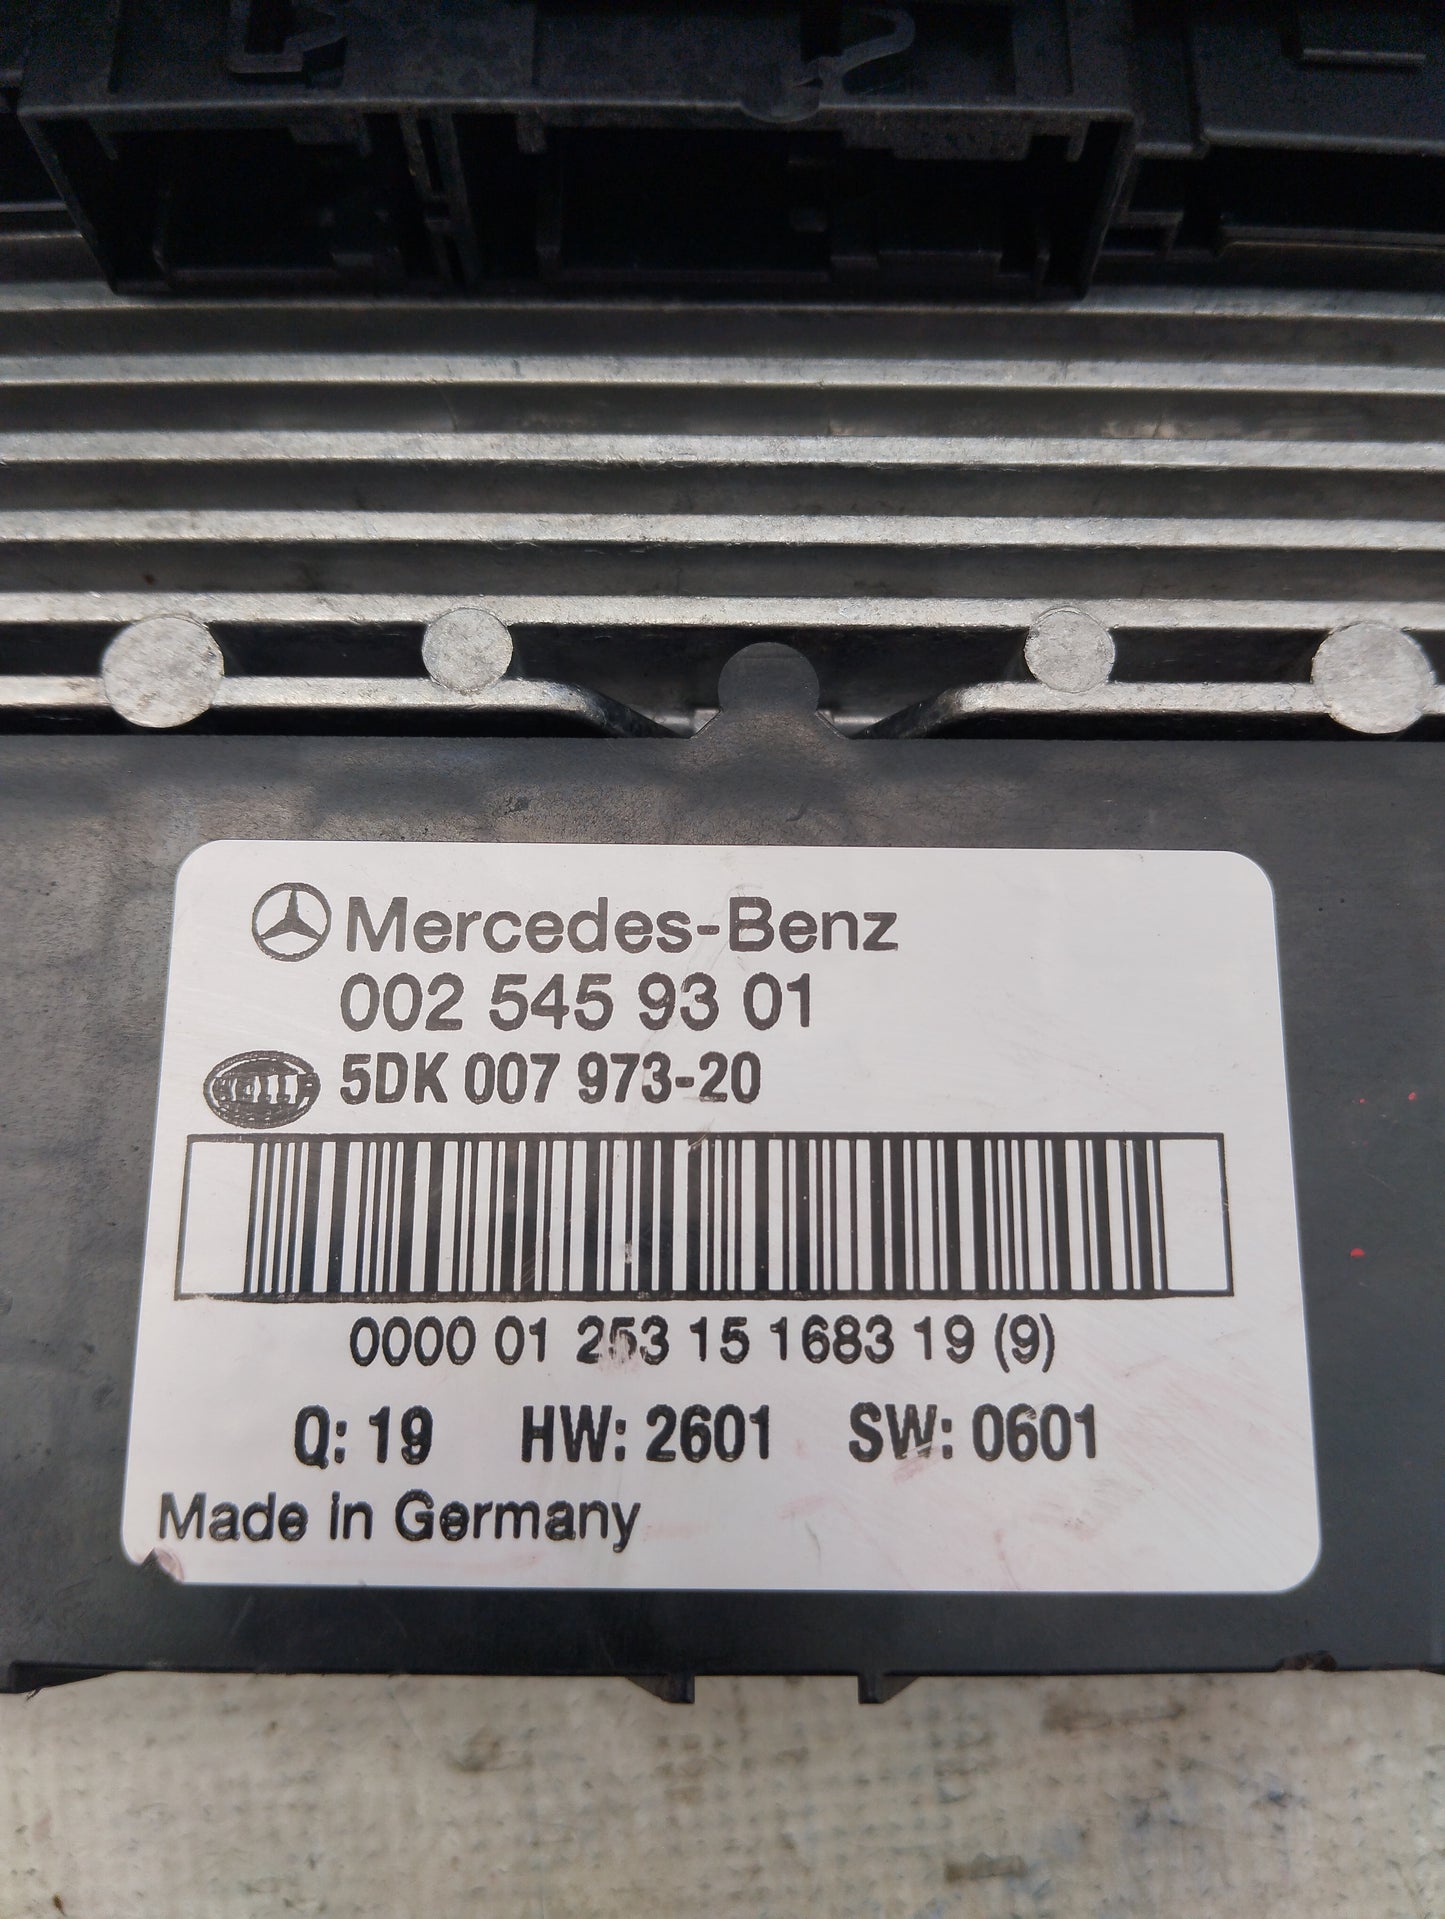 Mercedes-Benz
002 545 93 01
HELLA 5DK 007 973-20
0000 01 253 15 1683 19 (9)
Q: 19 HW: 2601 SW: 0601
Made in Germany